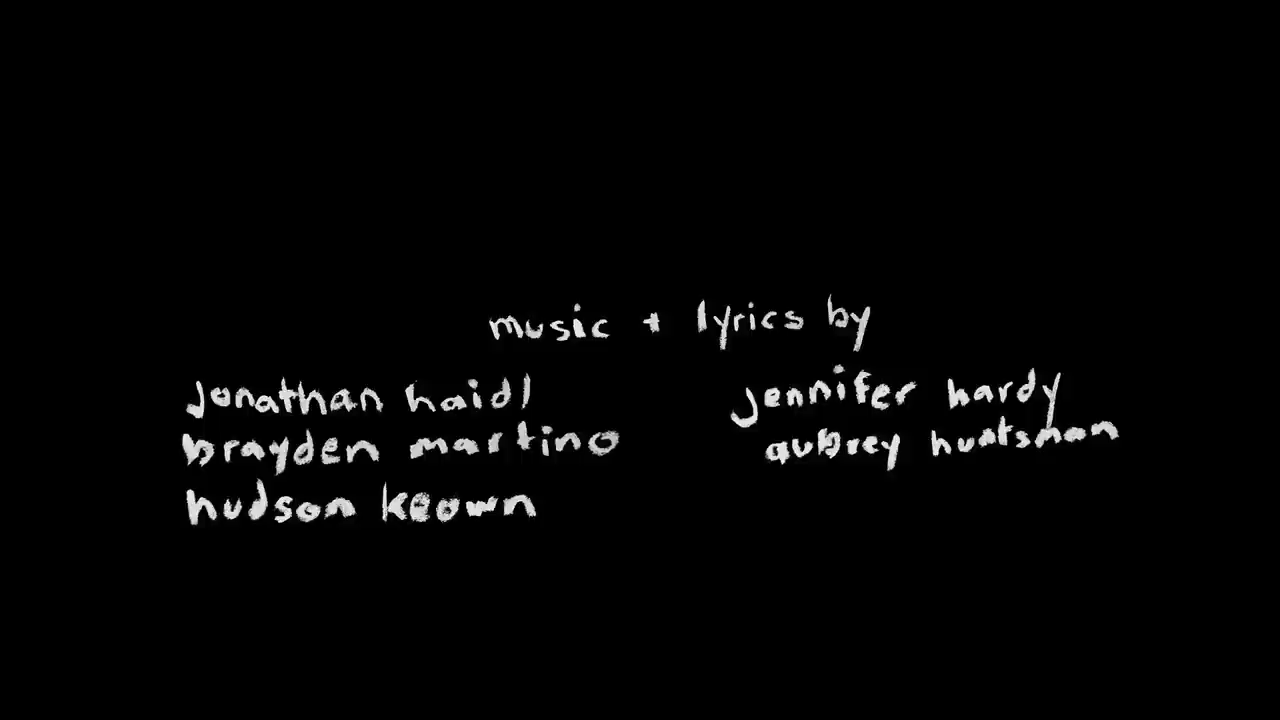 music + lyrics by
jonathan haidl
brayden martino
hudson keown
jennifer hardy
aubrey huntsman